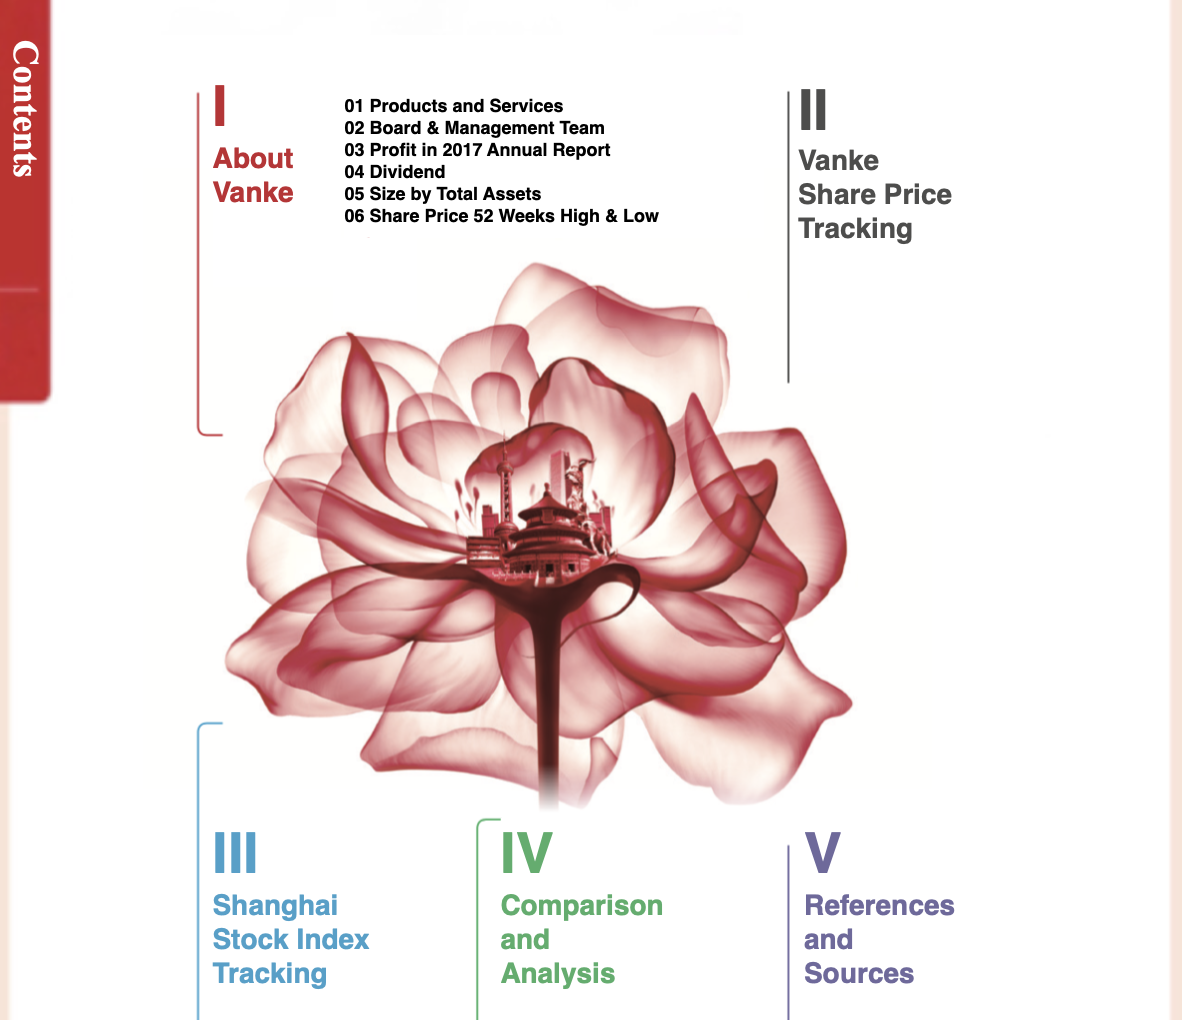 Contents
I
About
Vanke
01 Products and Services
02 Board & Management Team
03 Profit in 2017 Annual Report
04 Dividend
05 Size by Total Assets
06 Share Price 52 Weeks High & Low
II
Vanke
Share Price
Tracking
III
Shanghai
Stock Index
Tracking
IV
Comparison
and
Analysis
V
References
and
Sources